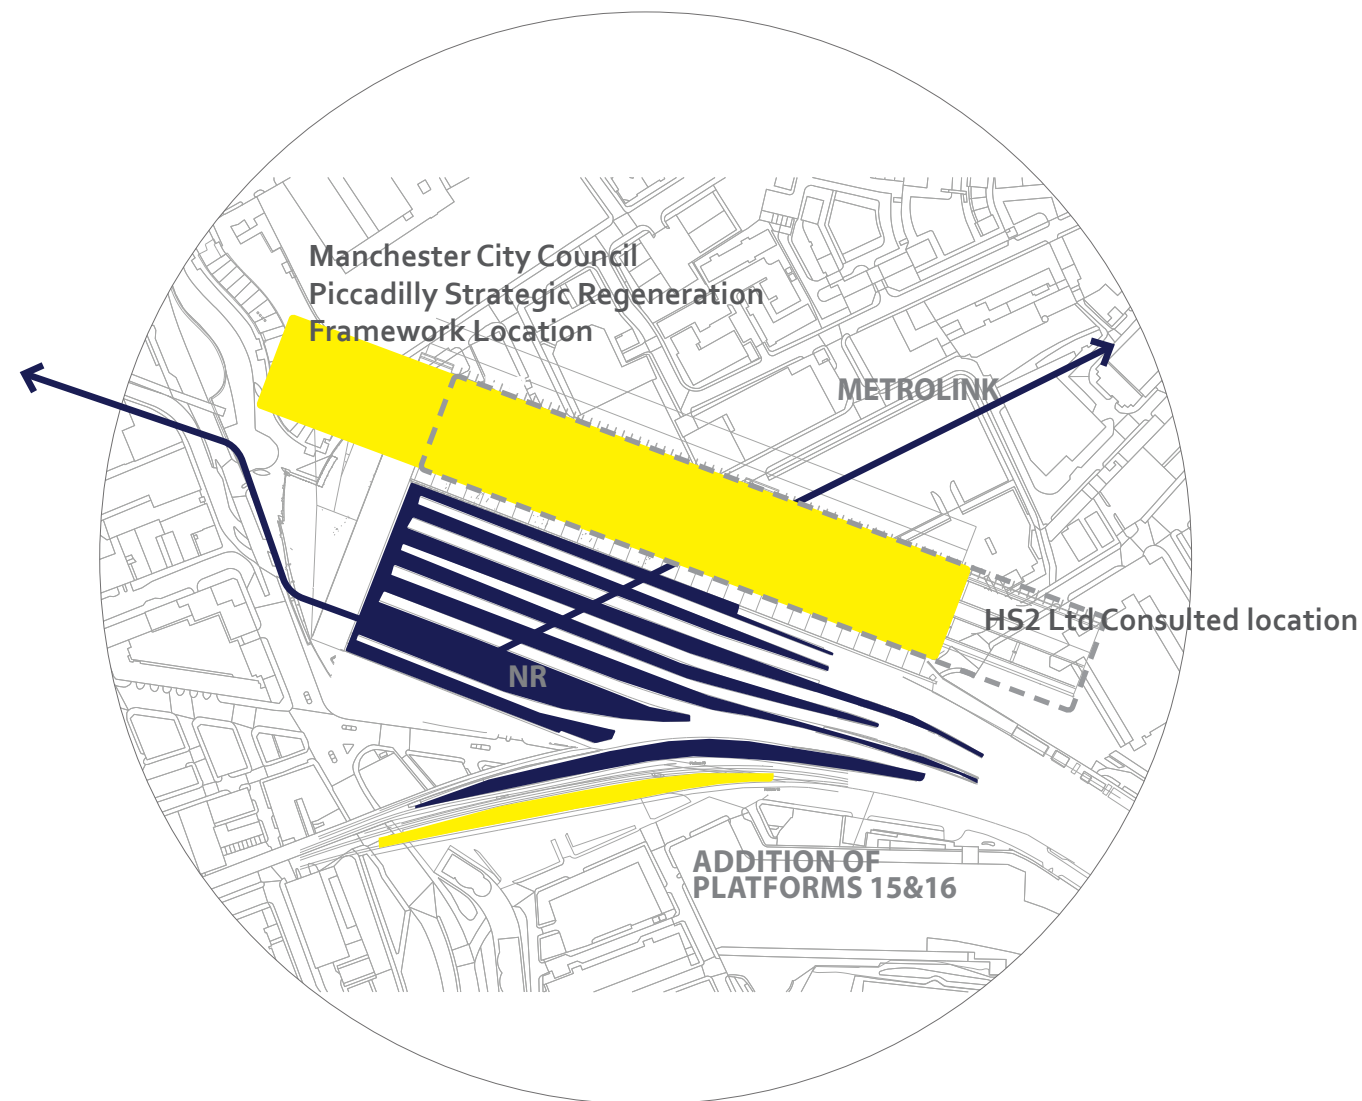 Manchester City Council
Piccadilly Strategic Regeneration
Framework Location
METROLINK
HS2 Ltd Consulted location
NR
ADDITION OF
PLATFORMS 15&16